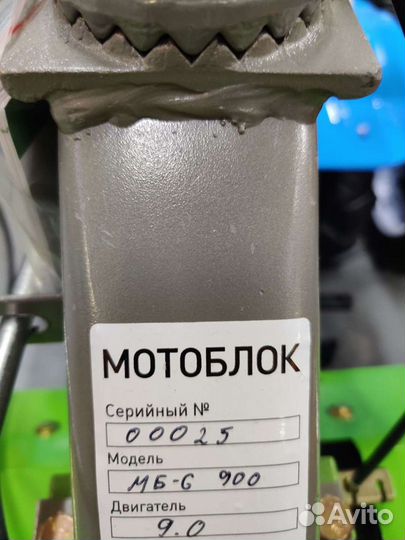 МОТОБЛОК
Серийный №
00025
Модель
МБ-6 900
Двигатель
9.0
Avito